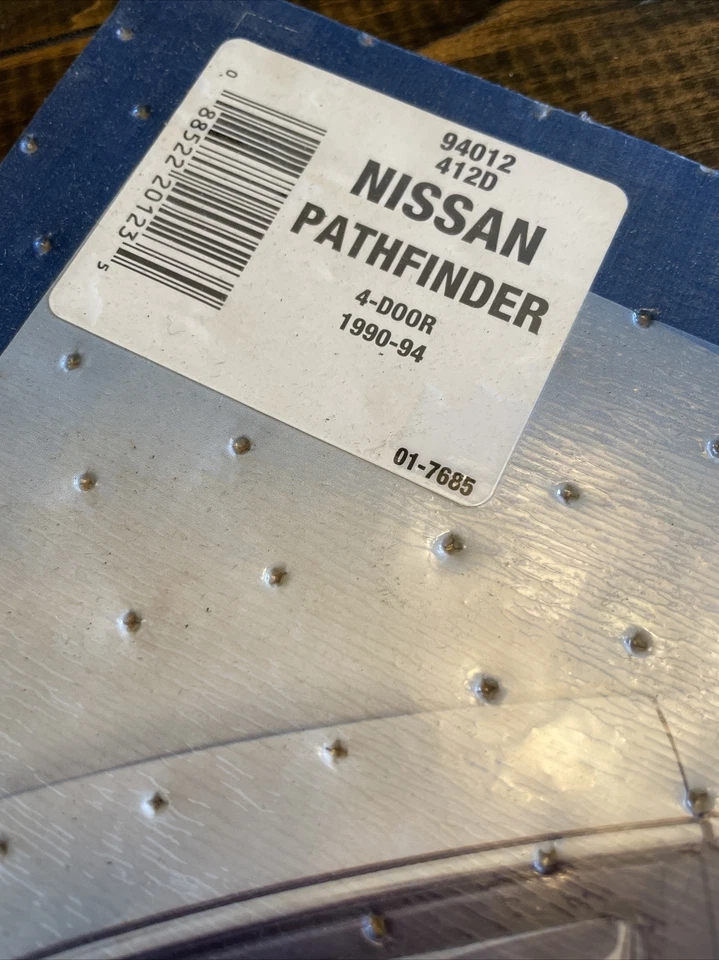 94012
412D
NISSAN
PATHFINDER
4-DOOR
1990-94
01-7685
0 88522 20123 5